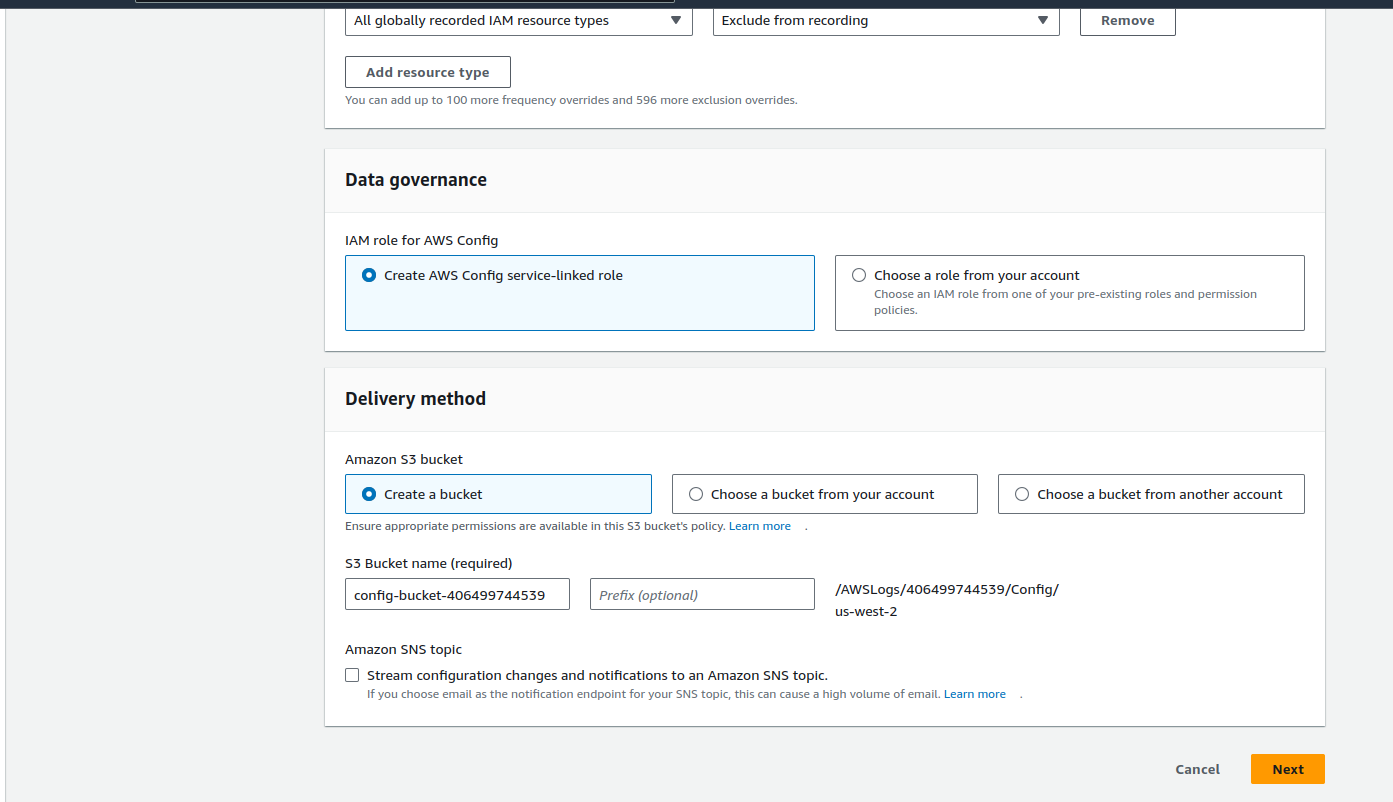 All globally recorded IAM resource types
Exclude from recording
Remove
Add resource type
You can add up to 100 more frequency overrides and 596 more exclusion overrides.
Data governance
IAM role for AWS Config
Create AWS Config service-linked role
Choose a role from your account
Choose an IAM role from one of your pre-existing roles and permission
policies.
Delivery method
Amazon S3 bucket
Create a bucket
Choose a bucket from your account
Choose a bucket from another account
Ensure appropriate permissions are available in this S3 bucket's policy. Learn more .
S3 Bucket name (required)
config-bucket-406499744539
Prefix (optional)
/AWSLogs/406499744539/Config/
us-west-2
Amazon SNS topic
Stream configuration changes and notifications to an Amazon SNS topic.
If you choose email as the notification endpoint for your SNS topic, this can cause a high volume of email. Learn more .
Cancel
Next